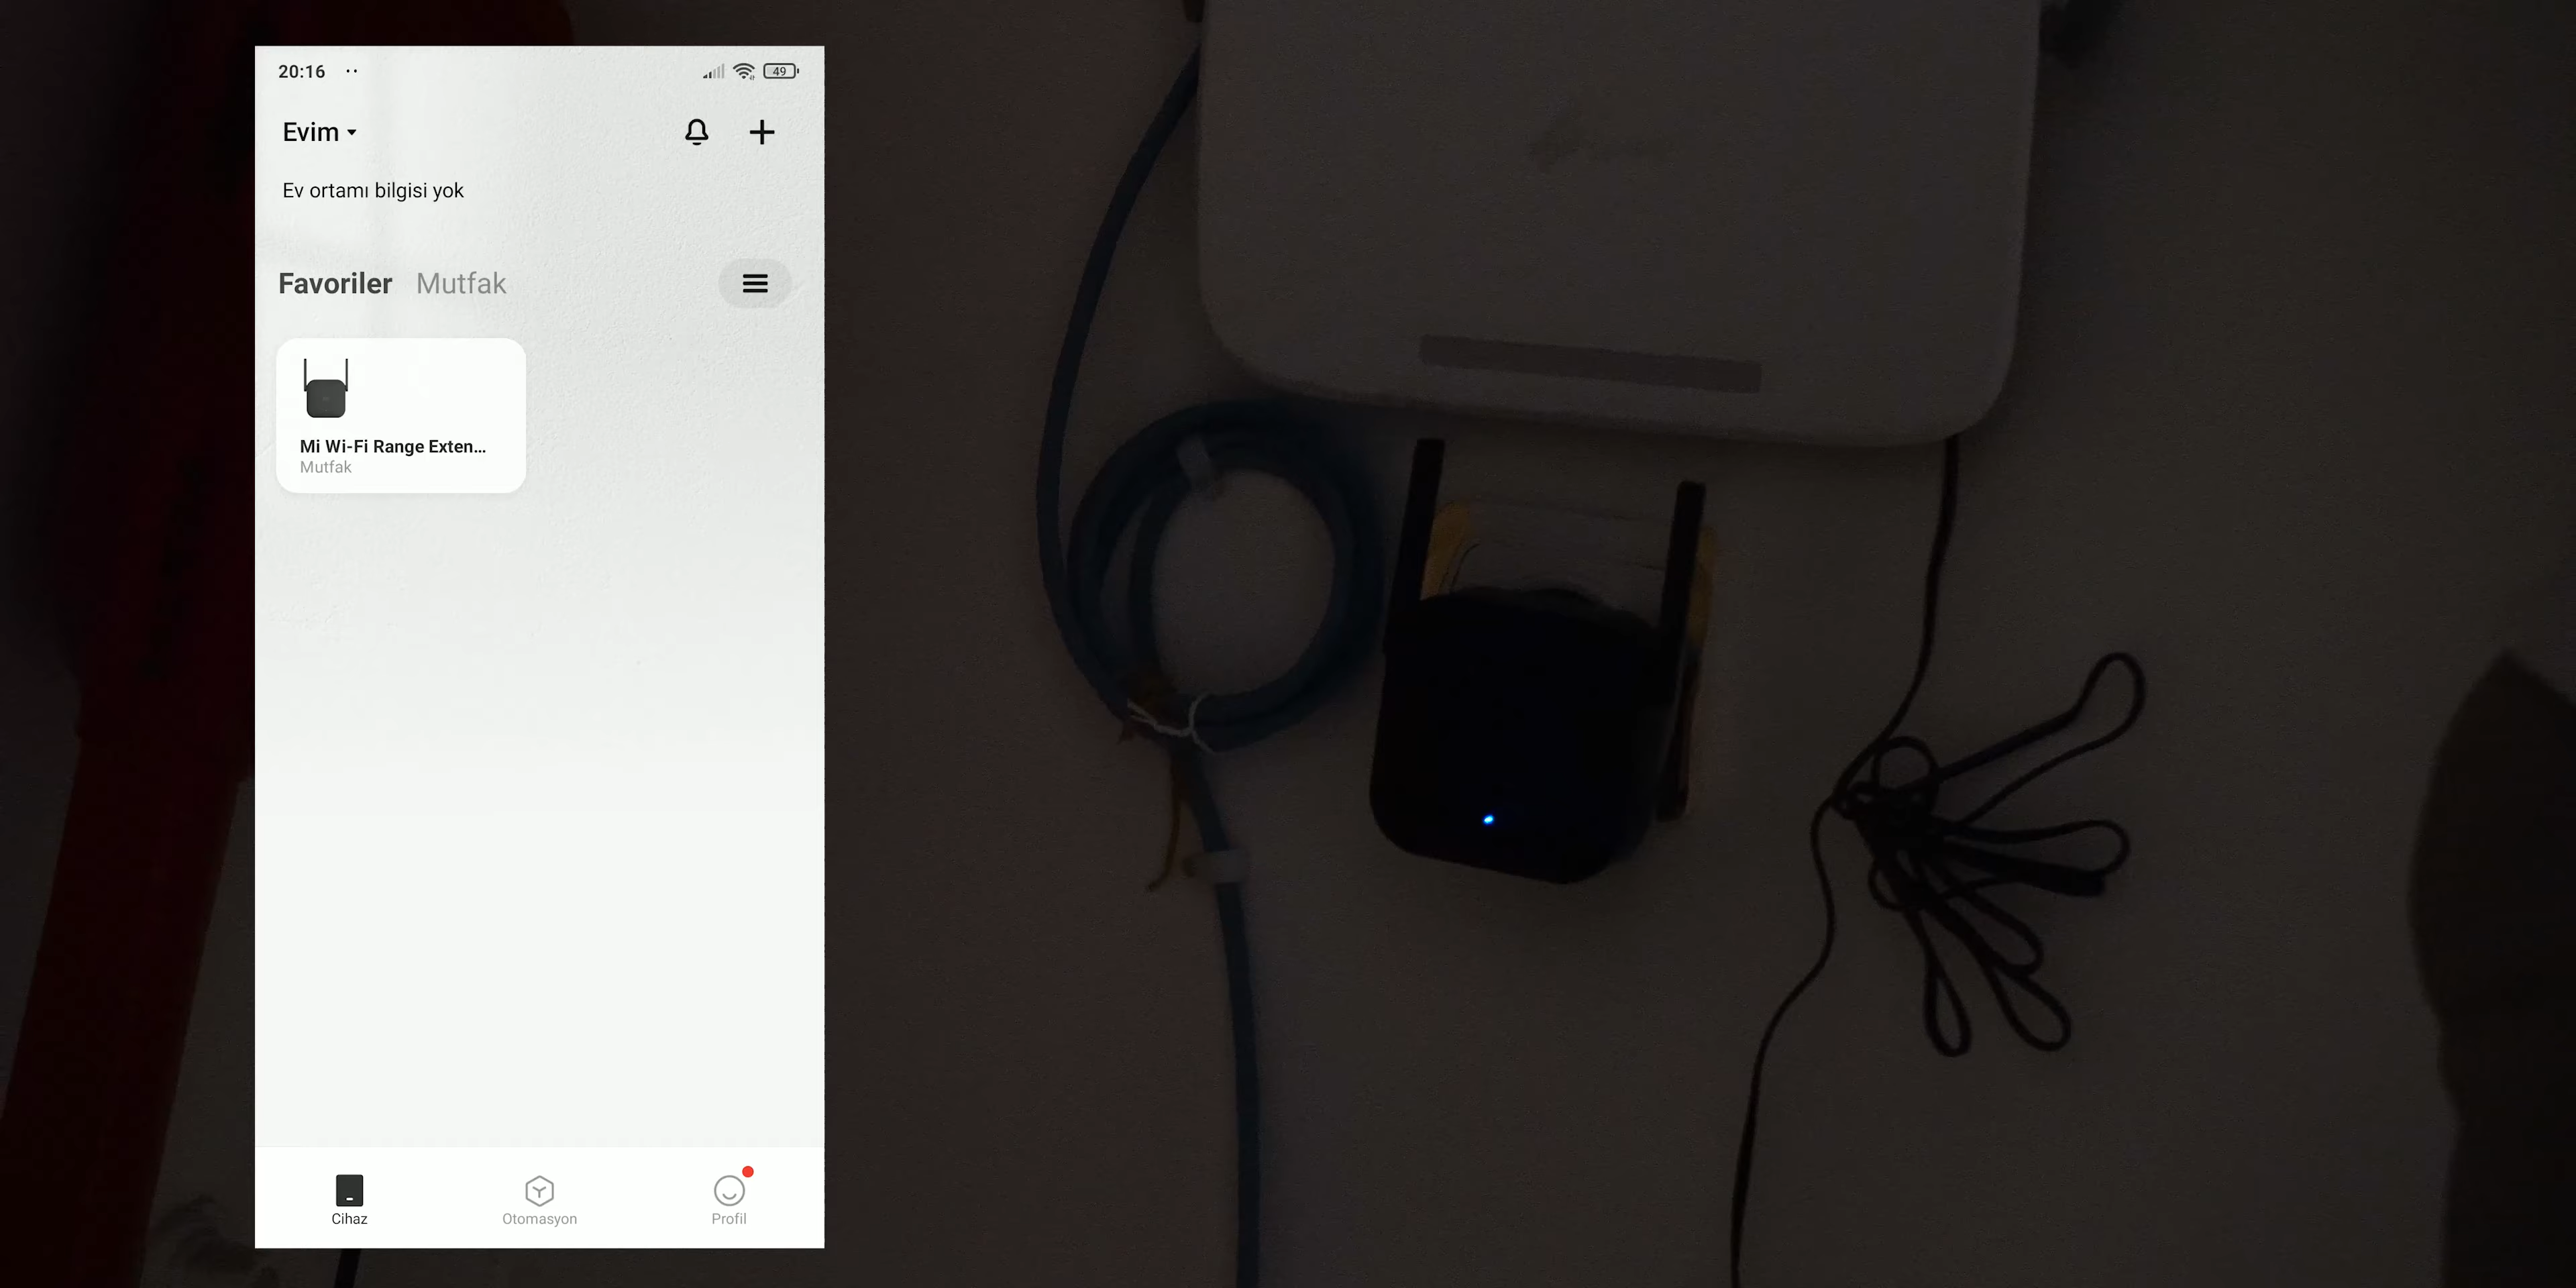 20:16
49
Evim
Ev ortamı bilgisi yok
Favoriler Mutfak
Mi Wi-Fi Range Exten...
Mutfak
Cihaz Otomasyon Profil